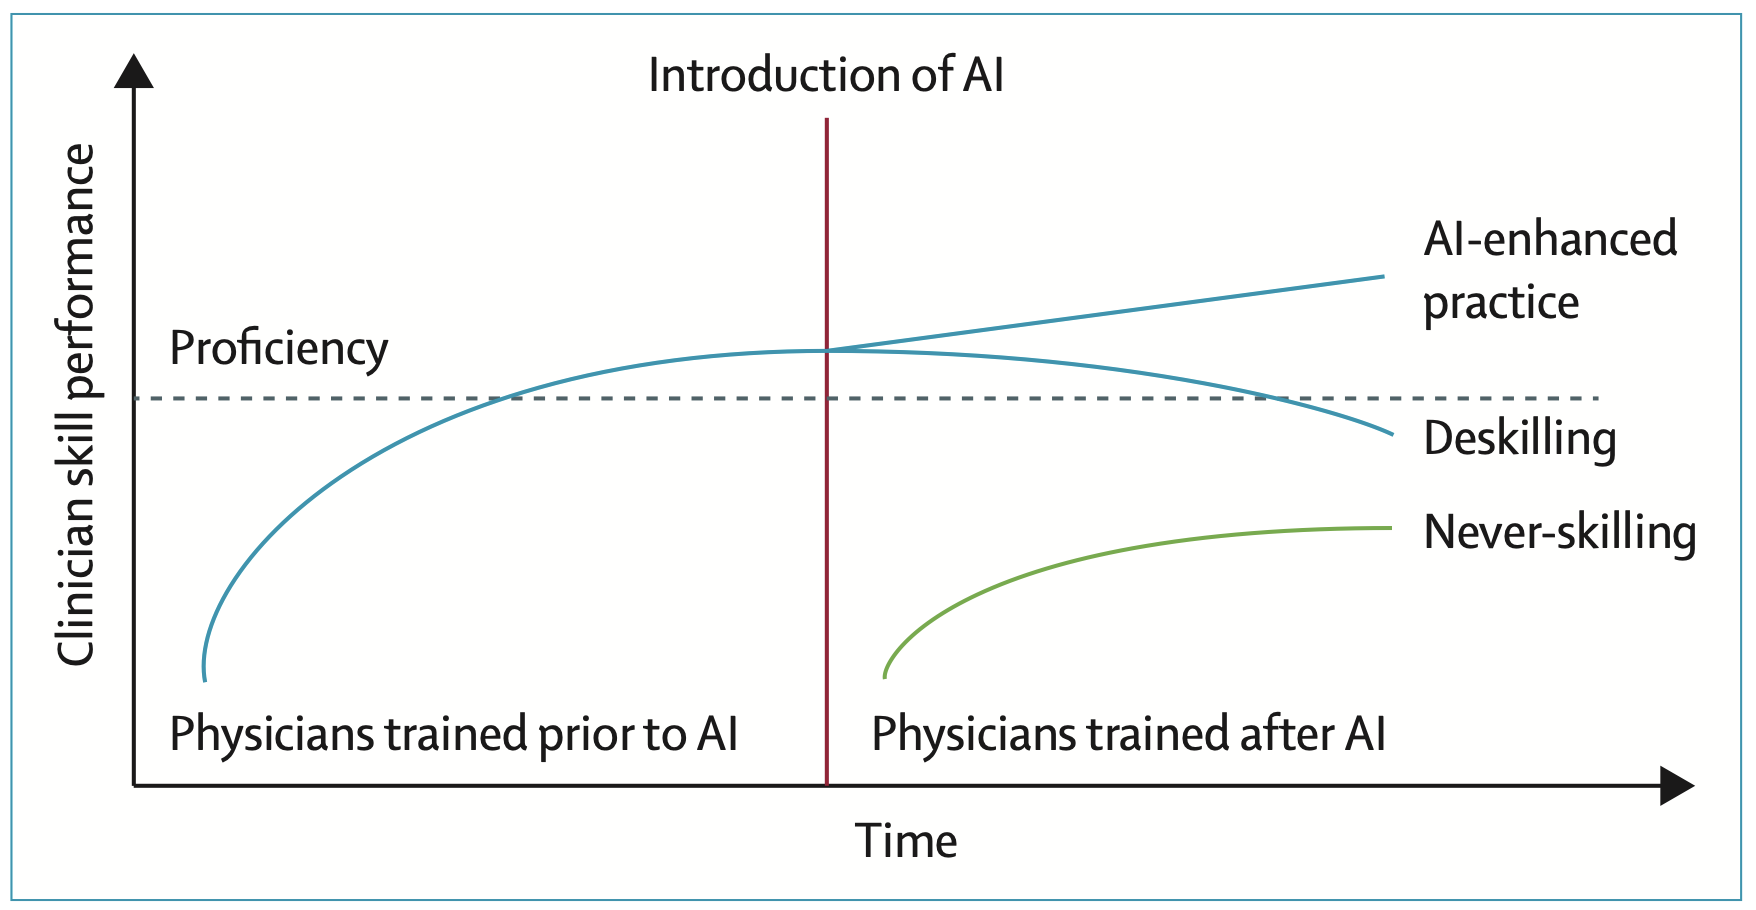 Introduction of AI
Clinician skill performance
AI-enhanced
practice
Proficiency
Deskilling
Never-skilling
Physicians trained prior to AI
Physicians trained after AI
Time